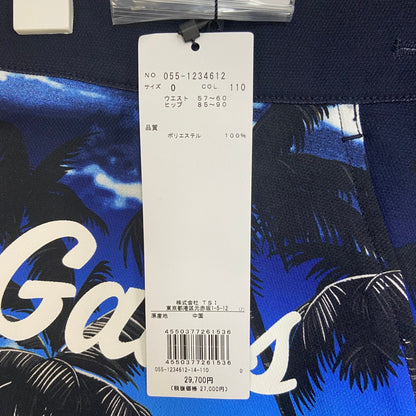 NO. 055-1234612
サイズ 0 COL. 110
ウエスト 57～60
ヒップ 85～90
品質
ポリエステル 100%
株式会社 TSI
東京都港区元赤坂1-5-12
原産地 中国
4550377261536
4550377261536
055-1234612-14-110 0
29,700円
(税抜価格 27,000円)